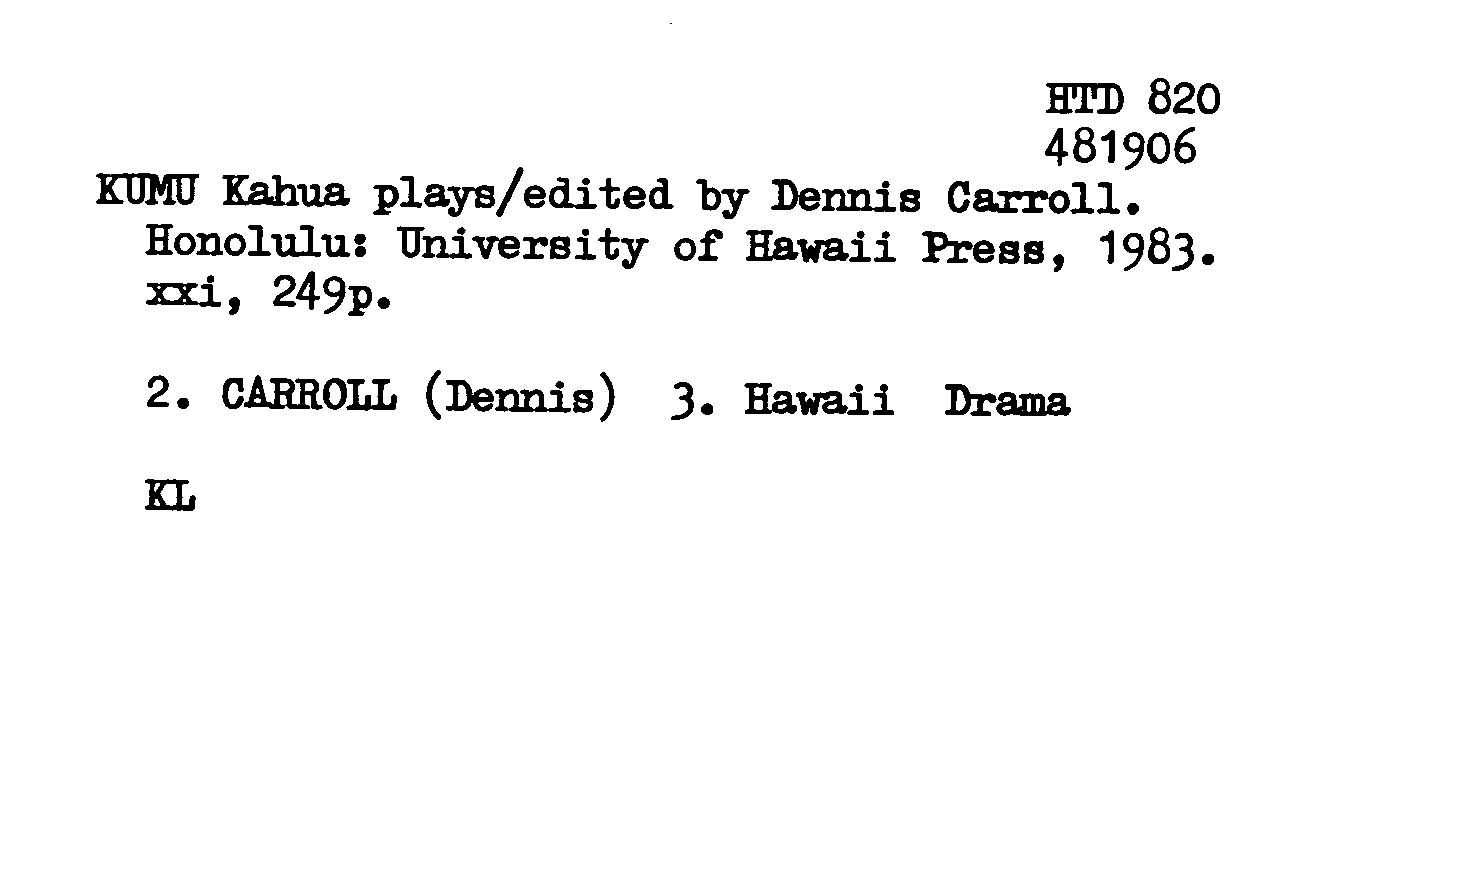 HTD 820
481906
KUMU Kahua plays/edited by Dennis Carroll.
Honolulu: University of Hawaii Press, 1983.
xxi, 249p.
2. CARROLL (Dennis) 3. Hawaii Drama
KL